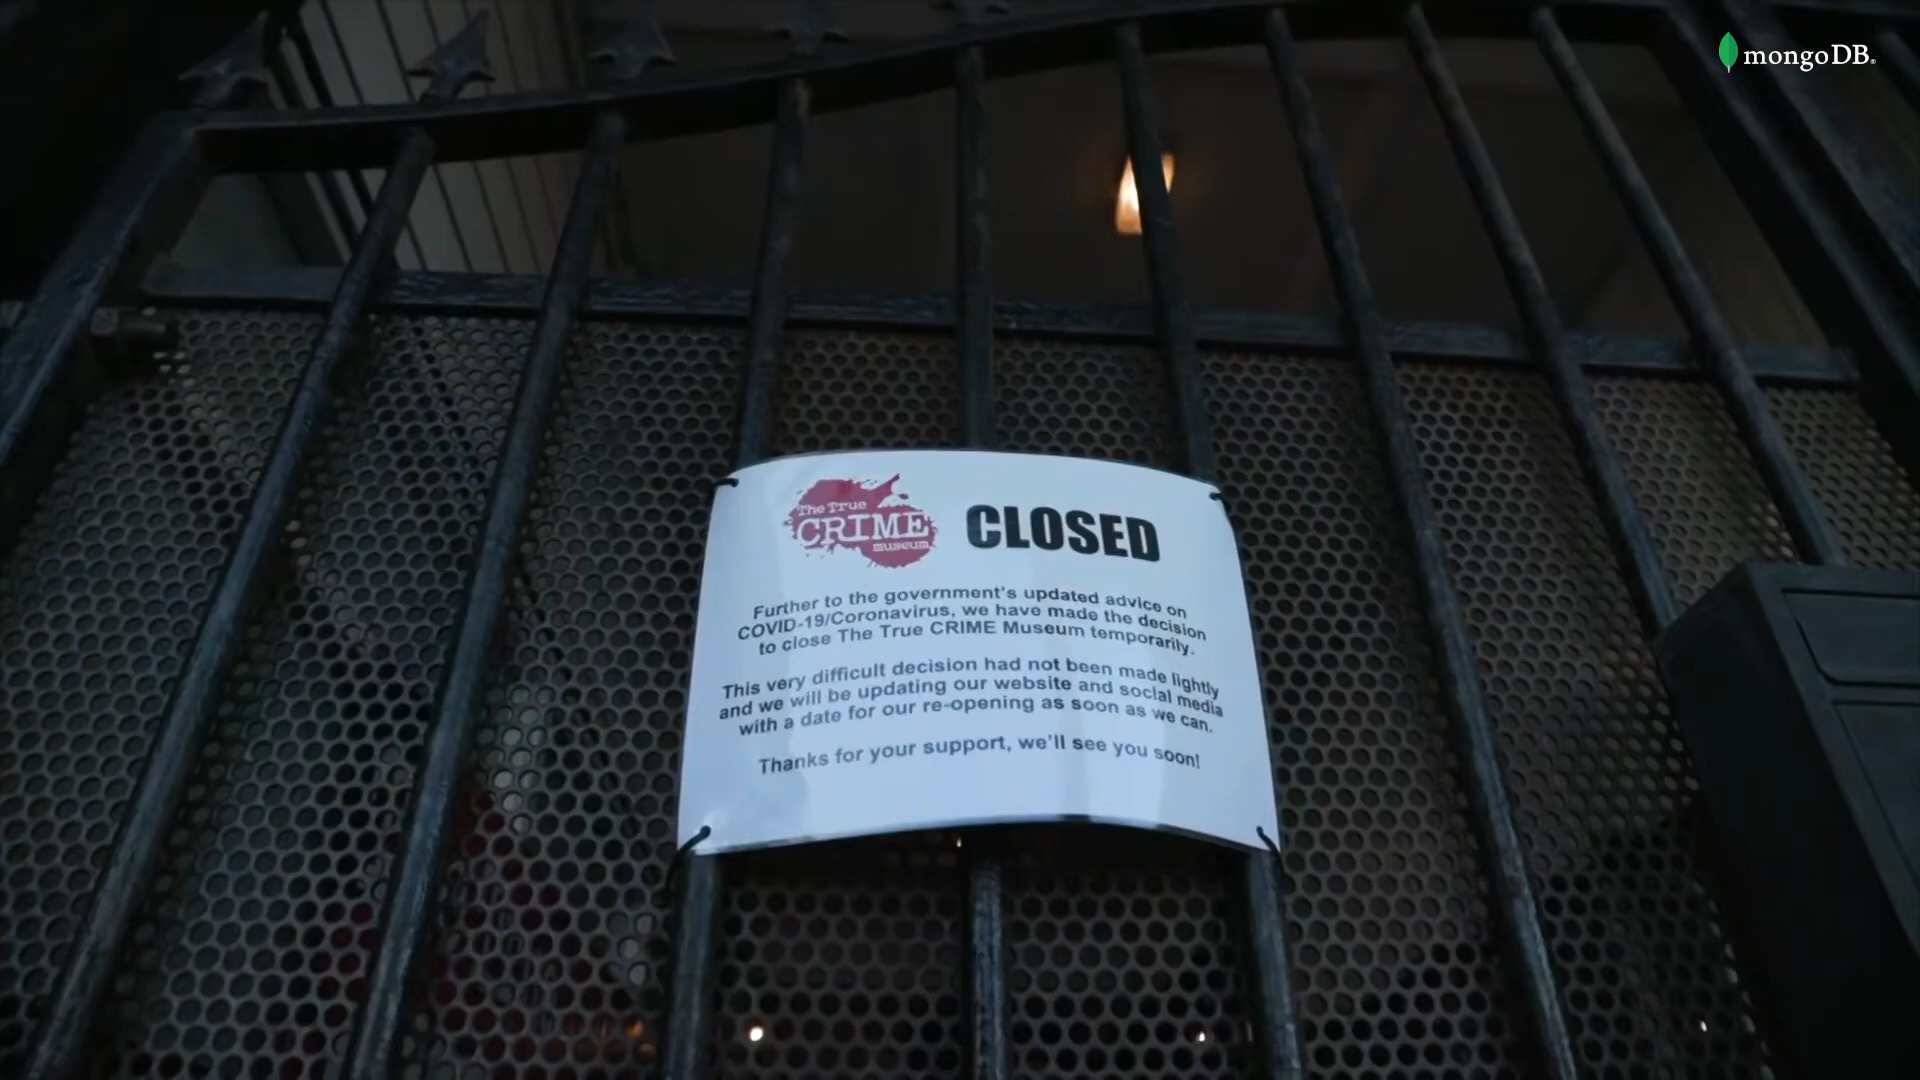 mongoDB.
The True
CRIME
museum
CLOSED
Further to the government's updated advice on
COVID-19/Coronavirus, we have made the decision
to close The True CRIME Museum temporarily.
This very difficult decision had not been made lightly
and we will be updating our website and social media
with a date for our re-opening as soon as we can.
Thanks for your support, we'll see you soon!